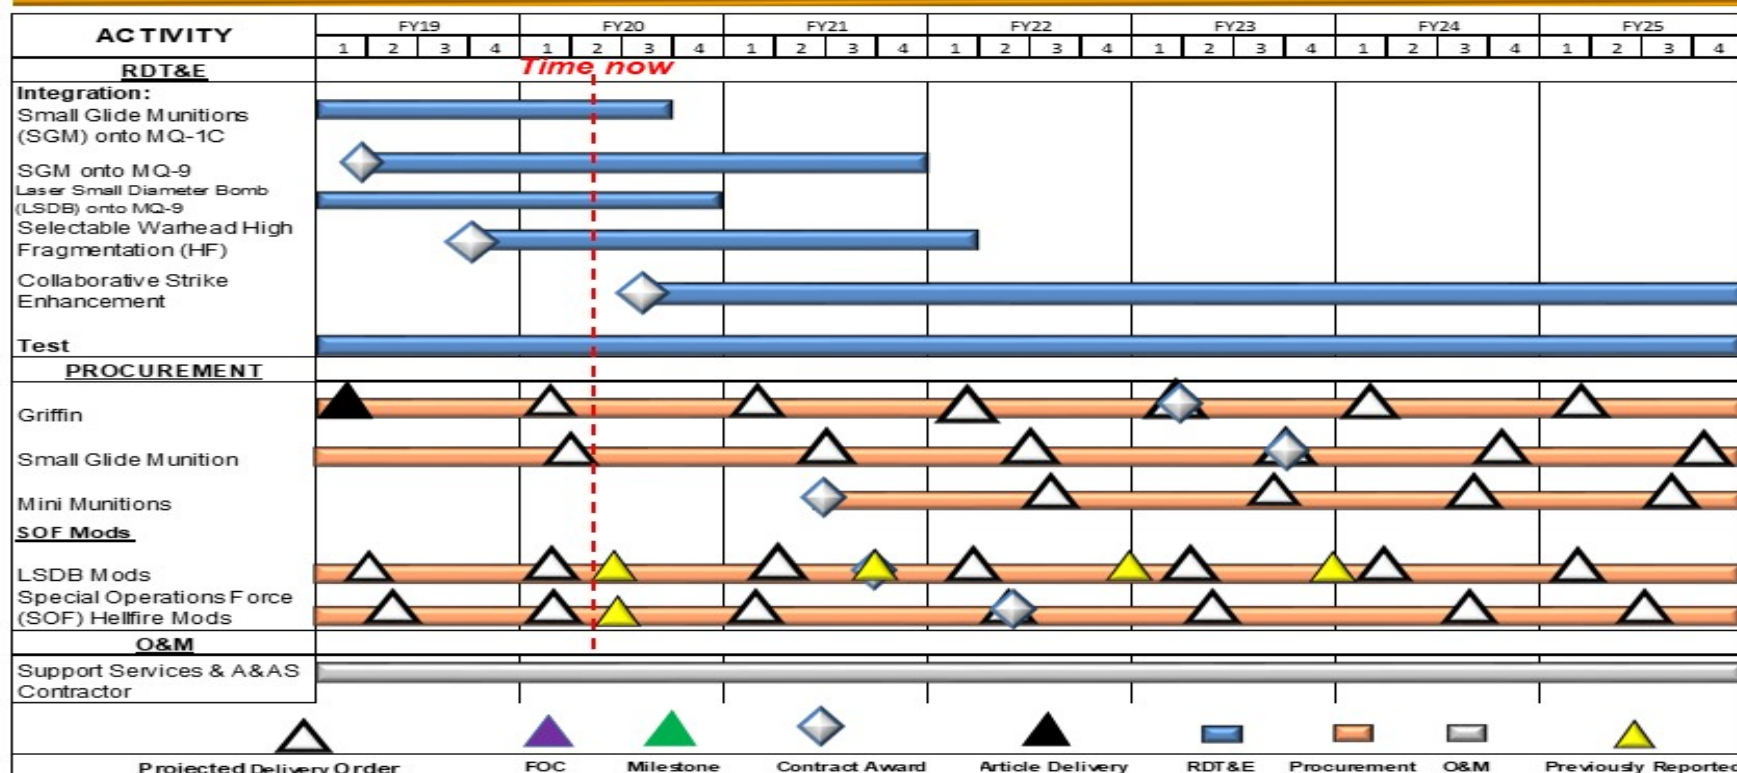 ACTIVITY
FY19 FY20 FY21 FY22 FY23 FY24 FY25
1 2 3 4 1 2 3 4 1 2 3 4 1 2 3 4 1 2 3 4 1 2 3 4 1 2 3 4
RDT&E
Time now
Integration:
Small Glide Munitions
(SGM) onto MQ-1C
SGM onto MQ-9
Laser Small Diameter Bomb
(LSDB) onto MQ-9
Selectable Warhead High
Fragmentation (HF)
Collaborative Strike
Enhancement
Test
PROCUREMENT
Griffin
Small Glide Munition
Mini Munitions
SOF Mods
LSDB Mods
Special Operations Force
(SOF) Hellfire Mods
O&M
Support Services & A&AS
Contractor
Projected Delivery Order FOC Milestone Contract Award Article Delivery RDT&E Procurement O&M Previously Reported